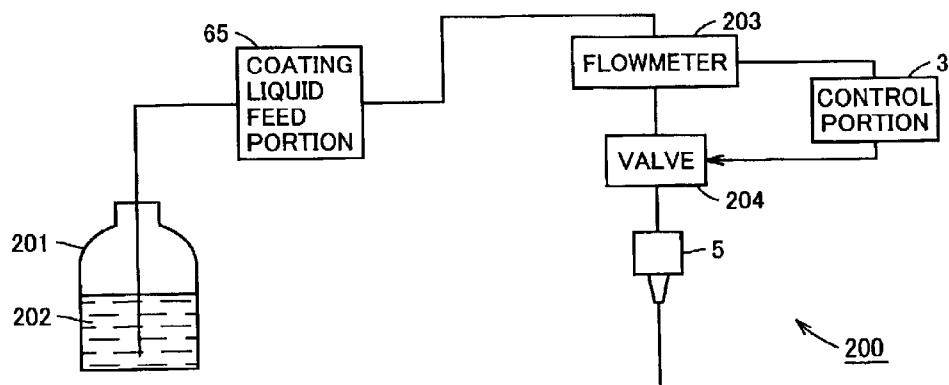 65
COATING
LIQUID
FEED
PORTION
203
FLOWMETER
3
CONTROL
PORTION
VALVE
204
201
5
202
200